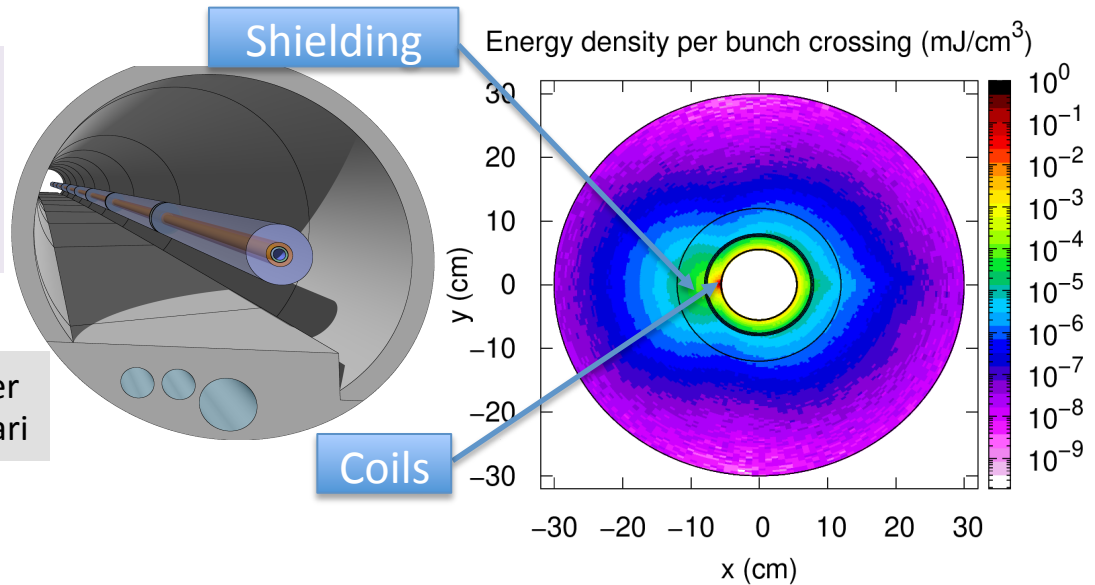 Shielding
Energy density per bunch crossing (mJ/cm³)
30
20
10
0
−10
−20
−30
y (cm)
−30 −20 −10 0 10 20 30
x (cm)
10⁰
10⁻¹
10⁻²
10⁻³
10⁻⁴
10⁻⁵
10⁻⁶
10⁻⁷
10⁻⁸
10⁻⁹
Coils
er
ari